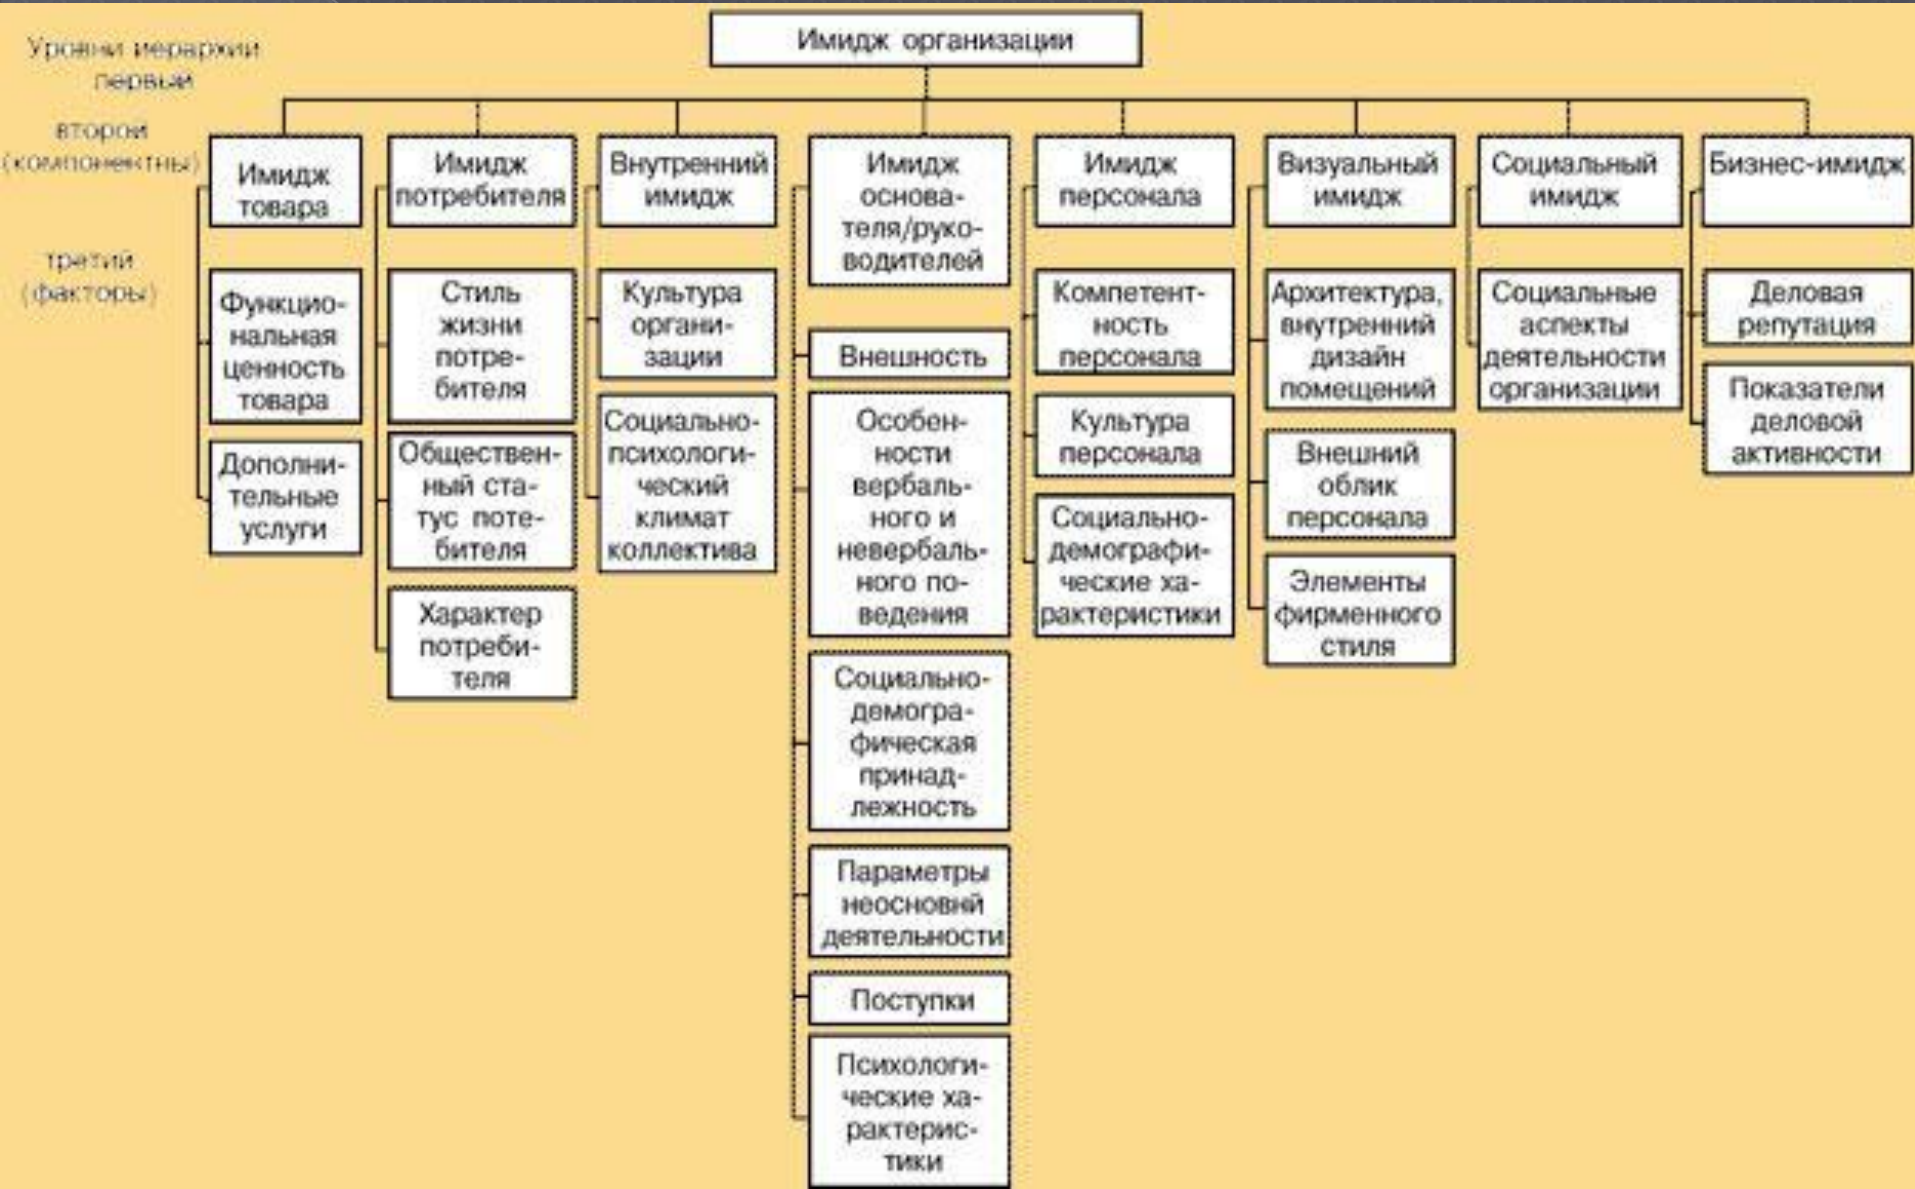 Имидж организации
Уровни иерархии
первый
второй
(компонентны)
третий
(факторы)
Имидж
товара
Функцио-
нальная
ценность
товара
Дополни-
тельные
услуги
Имидж
потребителя
Стиль
жизни
потре-
бителя
Обществен-
ный ста-
тус поте-
бителя
Характер
потреби-
теля
Внутренний
имидж
Культура
органи-
зации
Социально-
психологи-
ческий
климат
коллектива
Имидж
основа-
теля/руко-
водителей
Внешность
Особен-
ности
вербаль-
ного и
невербаль-
ного по-
ведения
Социально-
демогра-
фическая
принад-
лежность
Параметры
неосновнй
деятельности
Поступки
Психологи-
ческие ха-
рактерис-
тики
Имидж
персонала
Компетент-
ность
персонала
Культура
персонала
Социально-
демографи-
ческие ха-
рактеристики
Визуальный
имидж
Архитектура,
внутренний
дизайн
помещений
Внешний
облик
персонала
Элементы
фирменного
стиля
Социальный
имидж
Социальные
аспекты
деятельности
организации
Бизнес-имидж
Деловая
репутация
Показатели
деловой
активности